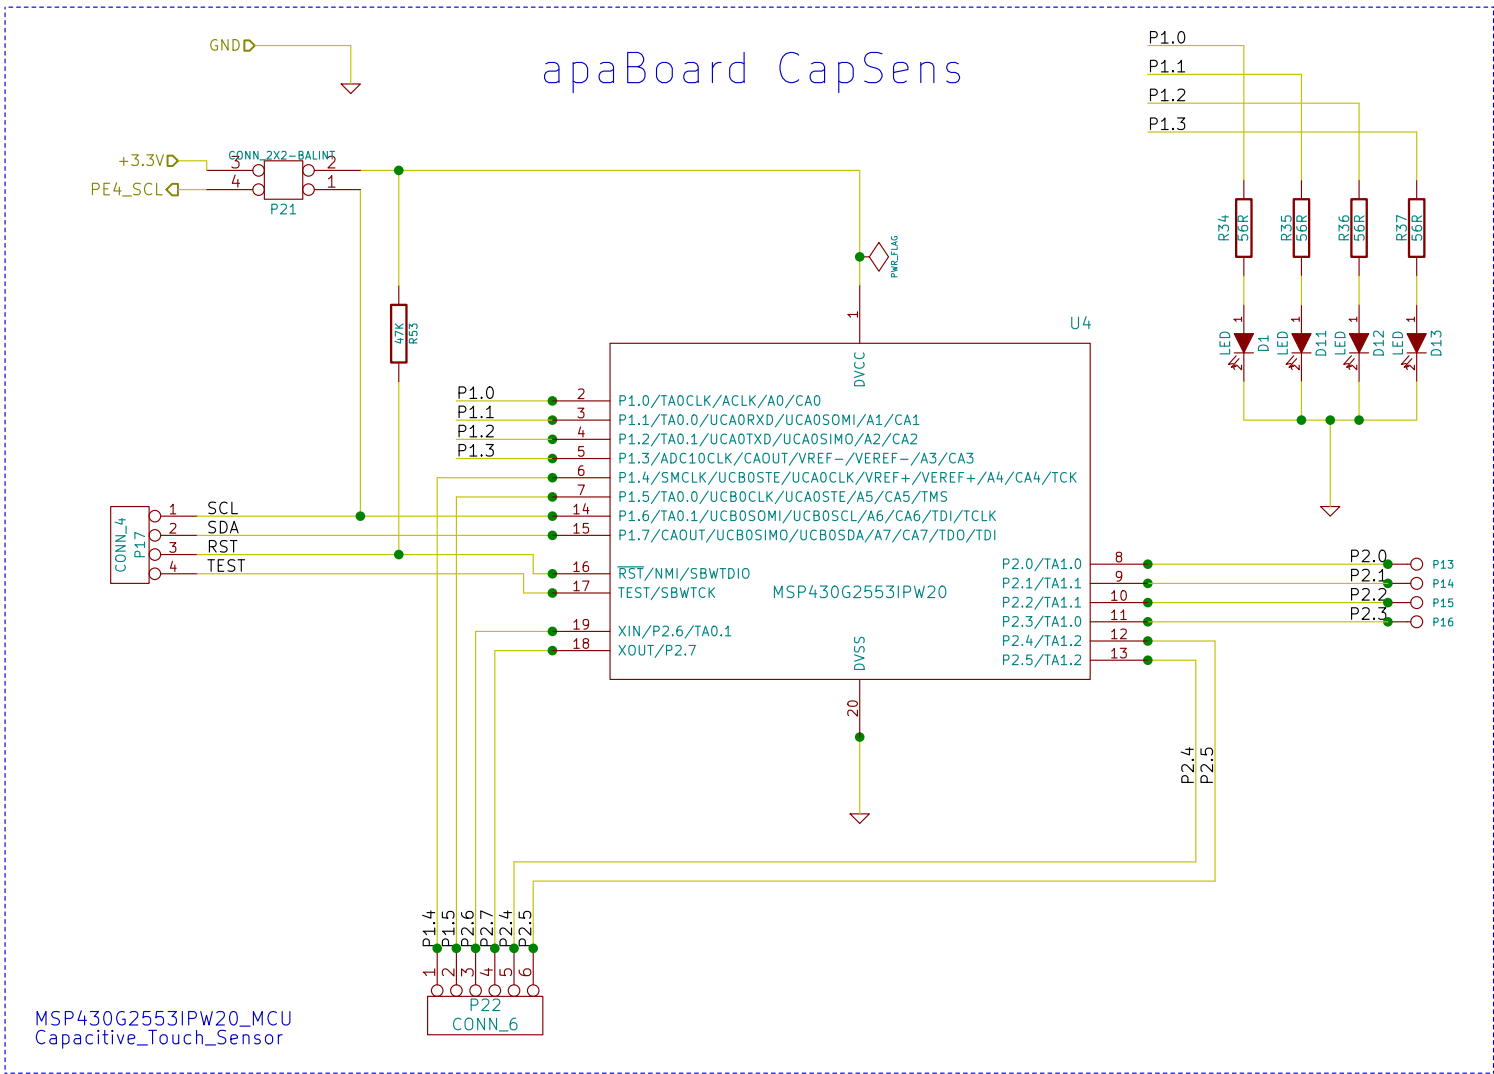 GND
apaBoard CapSens
P1.0
P1.1
P1.2
P1.3
+3.3V
PE4_SCL
CONN_2X2-BALINT
3
4
2
1
P21
R34
56R
R35
56R
R36
56R
R37
56R
PWR_FLAG
1
47K
R53
U4
LED
1
2
D1
LED
1
2
D11
LED
1
2
D12
LED
1
2
D13
DVCC
P1.0
P1.1
P1.2
P1.3
2 P1.0/TA0CLK/ACLK/A0/CA0
3 P1.1/TA0.0/UCA0RXD/UCA0SOMI/A1/CA1
4 P1.2/TA0.1/UCA0TXD/UCA0SIMO/A2/CA2
5 P1.3/ADC10CLK/CAOUT/VREF-/VEREF-/A3/CA3
6 P1.4/SMCLK/UCB0STE/UCA0CLK/VREF+/VEREF+/A4/CA4/TCK
7 P1.5/TA0.0/UCB0CLK/UCA0STE/A5/CA5/TMS
14 P1.6/TA0.1/UCB0SOMI/UCB0SCL/A6/CA6/TDI/TCLK
15 P1.7/CAOUT/UCB0SIMO/UCB0SDA/A7/CA7/TDO/TDI
16 RST/NMI/SBWTDIO
17 TEST/SBWTCK
19 XIN/P2.6/TA0.1
18 XOUT/P2.7
MSP430G2553IPW20
CONN_4
P17
1 SCL
2 SDA
3 RST
4 TEST
P2.0/TA1.0 8
P2.1/TA1.1 9
P2.2/TA1.1 10
P2.3/TA1.0 11
P2.4/TA1.2 12
P2.5/TA1.2 13
P2.0 P13
P2.1 P14
P2.2 P15
P2.3 P16
DVSS
20
P2.4
P2.5
P1.4
P1.5
P2.6
P2.7
P2.4
P2.5
1
2
3
4
5
6
P22
CONN_6
MSP430G2553IPW20_MCU
Capacitive_Touch_Sensor